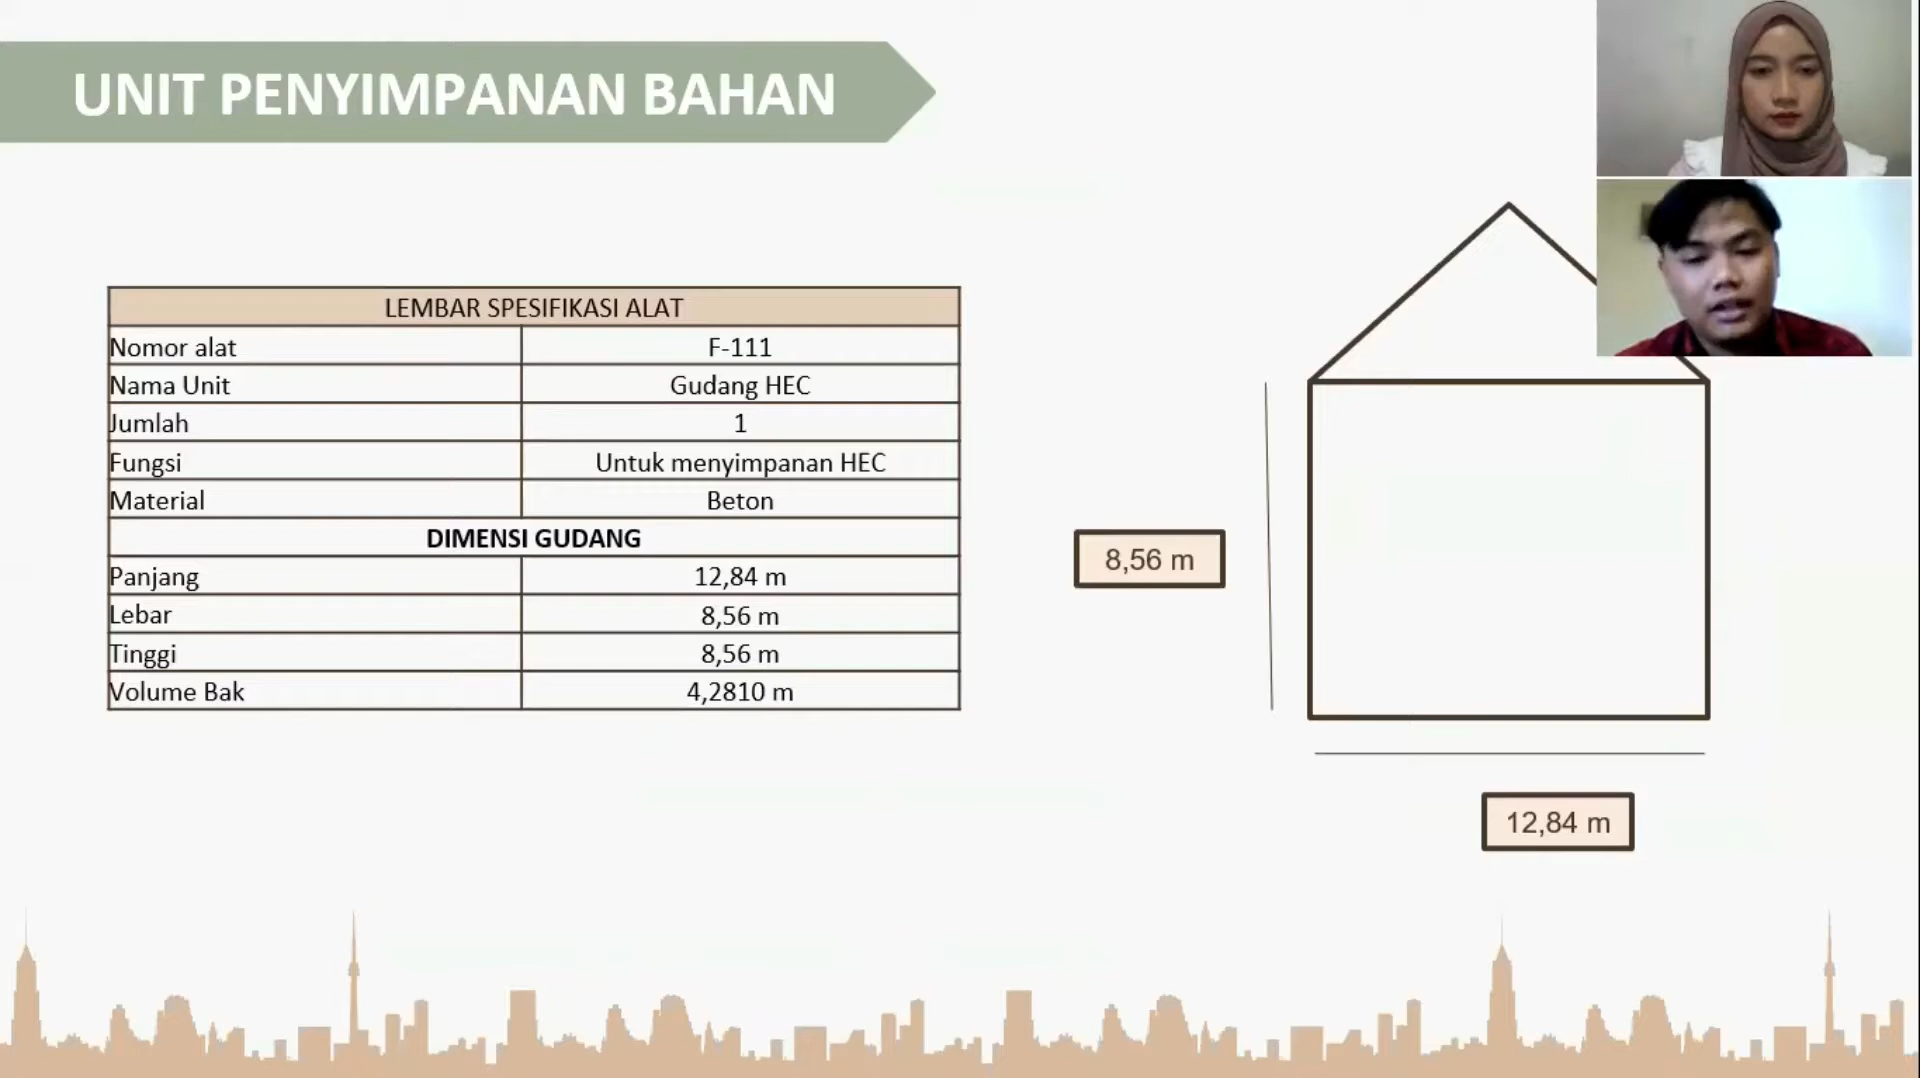 UNIT PENYIMPANAN BAHAN
LEMBAR SPESIFIKASI ALAT
Nomor alat F-111
Nama Unit Gudang HEC
Jumlah 1
Fungsi Untuk menyimpanan HEC
Material Beton
DIMENSI GUDANG
Panjang 12,84 m
Lebar 8,56 m
Tinggi 8,56 m
Volume Bak 4,2810 m
8,56 m
12,84 m